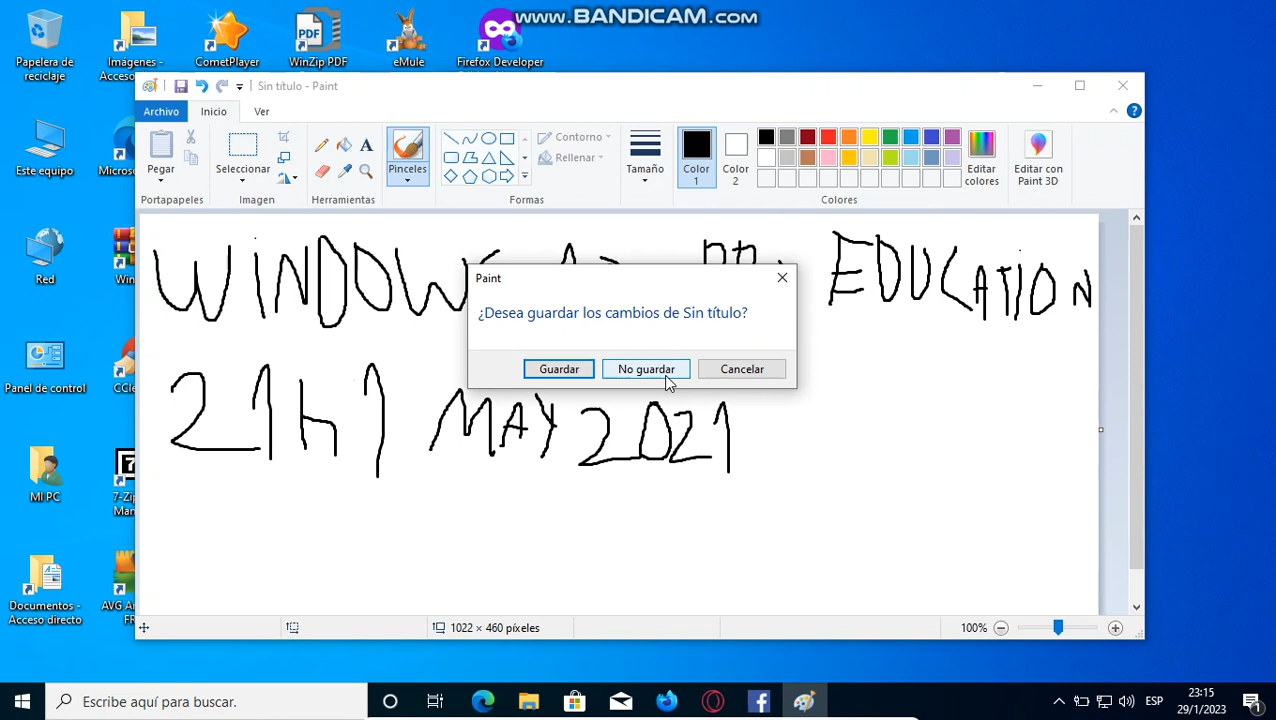 www.BANDICAM.com
Papelera de reciclaje
Imágenes - Acceso
CometPlayer
WinZip PDF
eMule
Firefox Developer
Sin título - Paint
Archivo
Inicio
Ver
Pegar
Seleccionar
Pinceles
Contorno
Rellenar
Tamaño
Color 1
Color 2
Editar colores
Editar con Paint 3D
Portapapeles
Imagen
Herramientas
Formas
Colores
Este equipo
Red
Panel de control
MI PC
7-Zip
Documentos - Acceso directo
AVG
WINDOWS
EDUCATION
21h1 MAY 2021
Paint
¿Desea guardar los cambios de Sin título?
Guardar
No guardar
Cancelar
1022 × 460 píxeles
100%
Escribe aquí para buscar.
ESP
23:15
29/1/2023
1